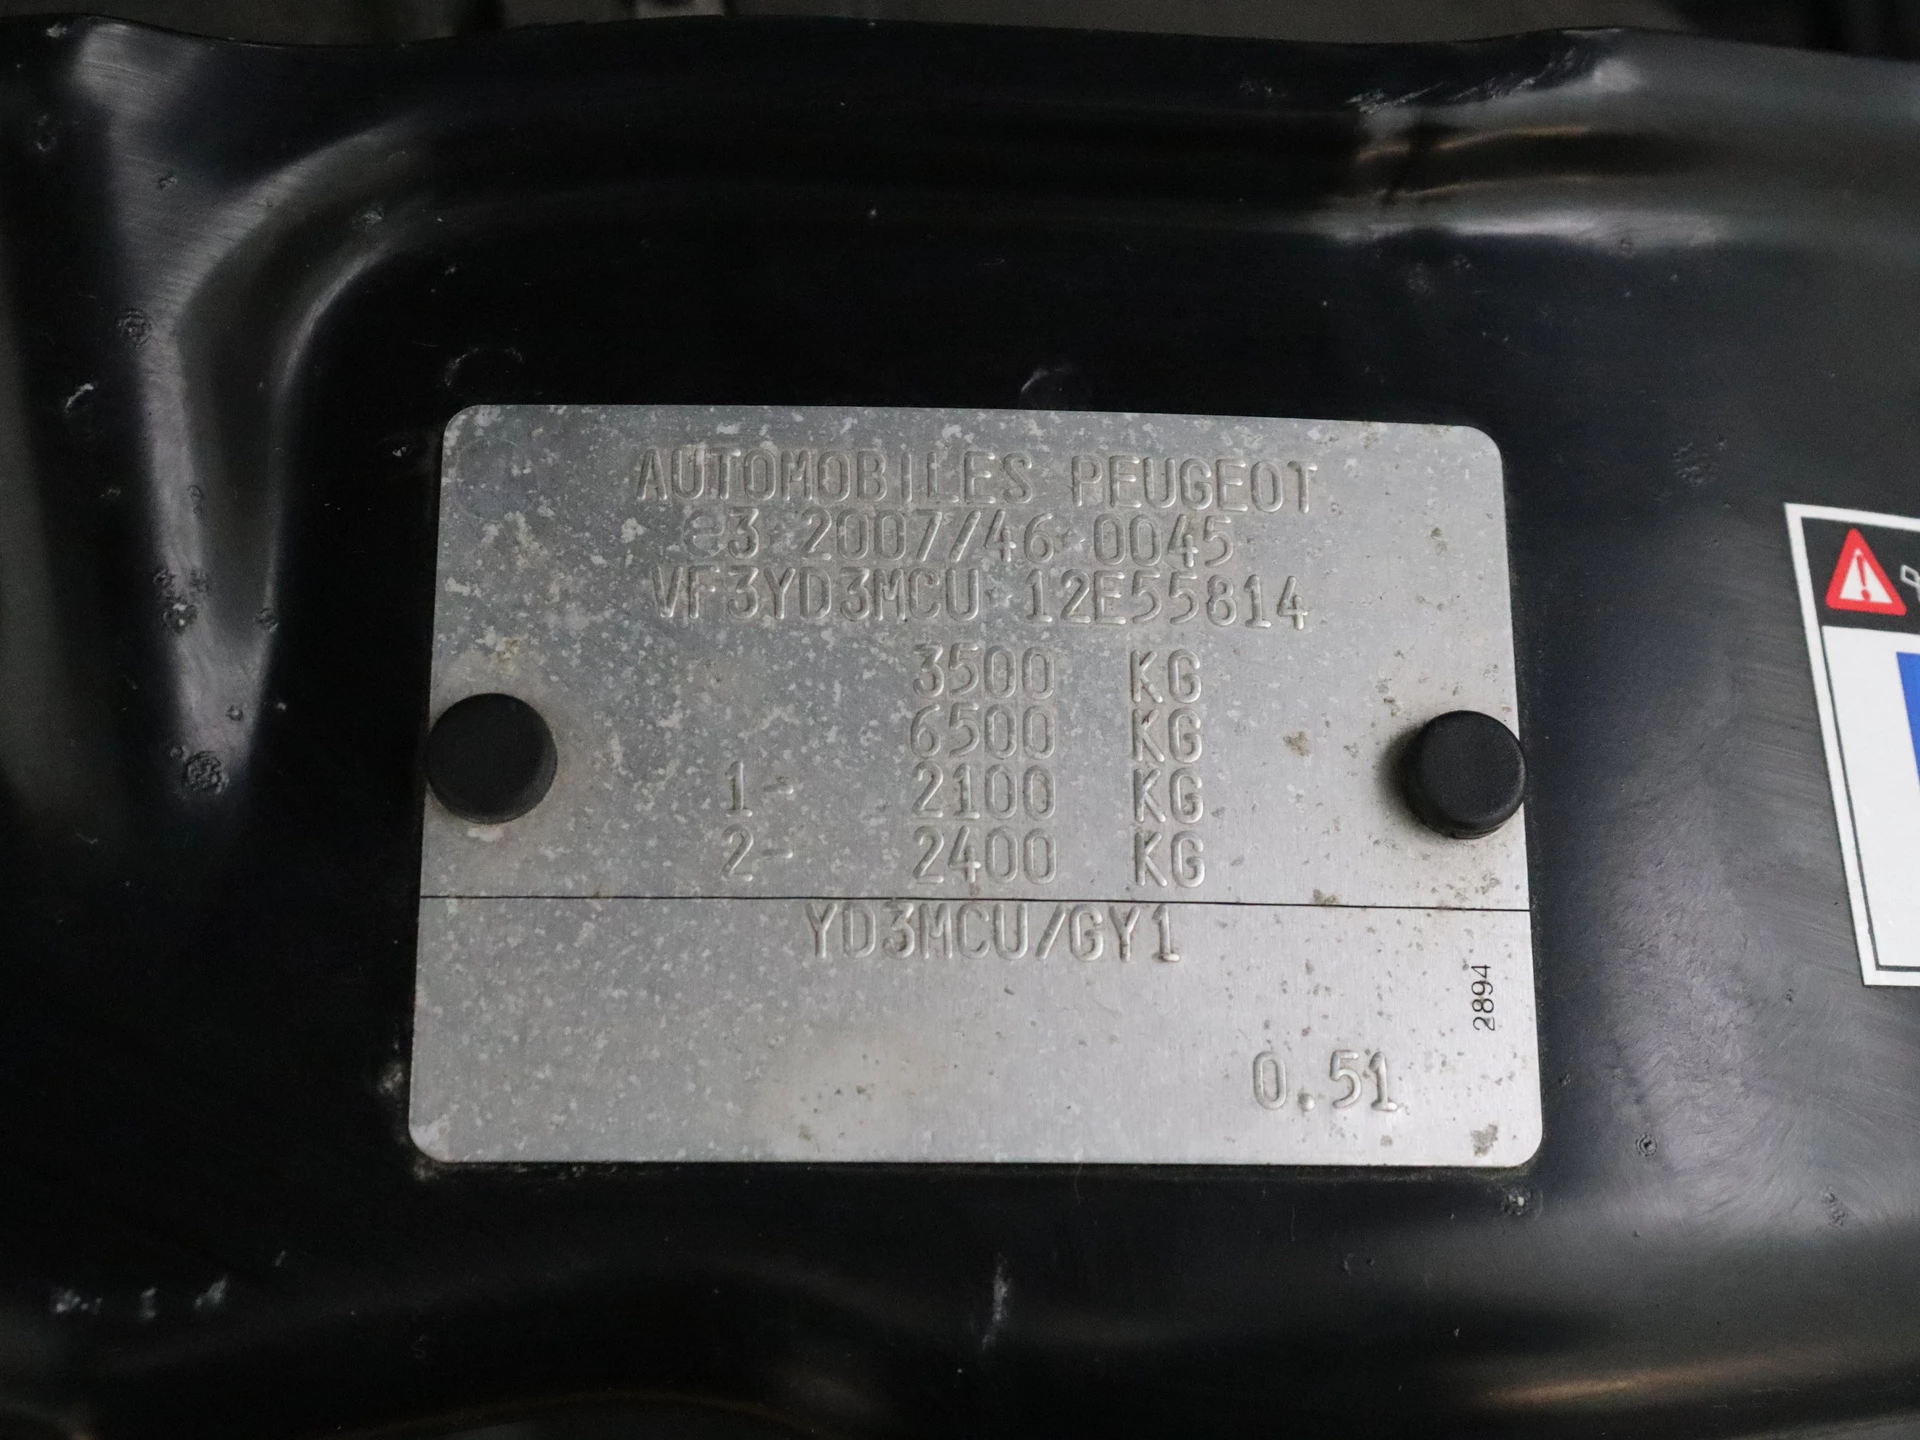 AUTOMOBILES PEUGEOT
e3 2007/46 0045
VF3YD3MCU 12E55814
3500 KG
6500 KG
1- 2100 KG
2- 2400 KG
YD3MCU/GY1
2894
0.51